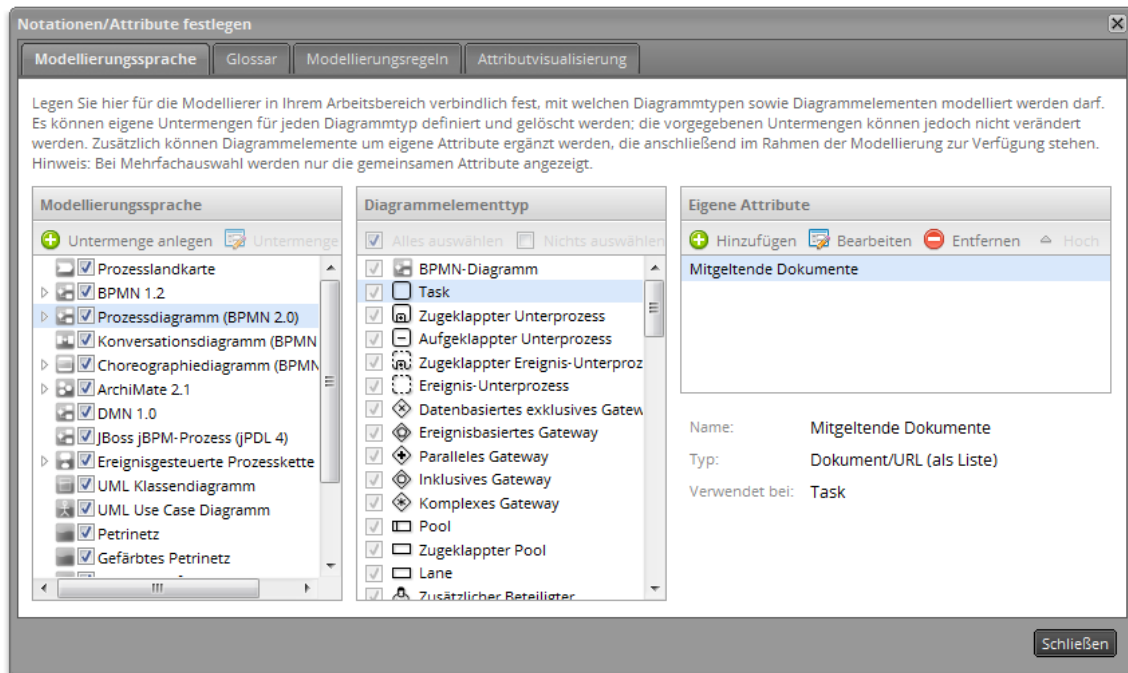 Notationen/Attribute festlegen
Modellierungssprache
Glossar
Modellierungsregeln
Attributvisualisierung
Legen Sie hier für die Modellierer in Ihrem Arbeitsbereich verbindlich fest, mit welchen Diagrammtypen sowie Diagrammelementen modelliert werden darf.
Es können eigene Untermengen für jeden Diagrammtyp definiert und gelöscht werden; die vorgegebenen Untermengen können jedoch nicht verändert
werden. Zusätzlich können Diagrammelemente um eigene Attribute ergänzt werden, die anschließend im Rahmen der Modellierung zur Verfügung stehen.
Hinweis: Bei Mehrfachauswahl werden nur die gemeinsamen Attribute angezeigt.
Modellierungssprache
Untermenge anlegen Untermenge
Prozesslandkarte
BPMN 1.2
Prozessdiagramm (BPMN 2.0)
Konversationsdiagramm (BPMN
Choreographiediagramm (BPMN
ArchiMate 2.1
DMN 1.0
JBoss jBPM-Prozess (jPDL 4)
Ereignisgesteuerte Prozesskette
UML Klassendiagramm
UML Use Case Diagramm
Petrinetz
Gefärbtes Petrinetz
Diagrammelementtyp
Alles auswählen Nichts auswählen
BPMN-Diagramm
Task
Zugeklappter Unterprozess
Aufgeklappter Unterprozess
Zugeklappter Ereignis-Unterproz
Ereignis-Unterprozess
Datenbasiertes exklusives Gatew
Ereignisbasiertes Gateway
Paralleles Gateway
Inklusives Gateway
Komplexes Gateway
Pool
Zugeklappter Pool
Lane
Zusätzlicher Beteiligter
Eigene Attribute
Hinzufügen Bearbeiten Entfernen Hoch
Mitgeltende Dokumente
Name: Mitgeltende Dokumente
Typ: Dokument/URL (als Liste)
Verwendet bei: Task
Schließen